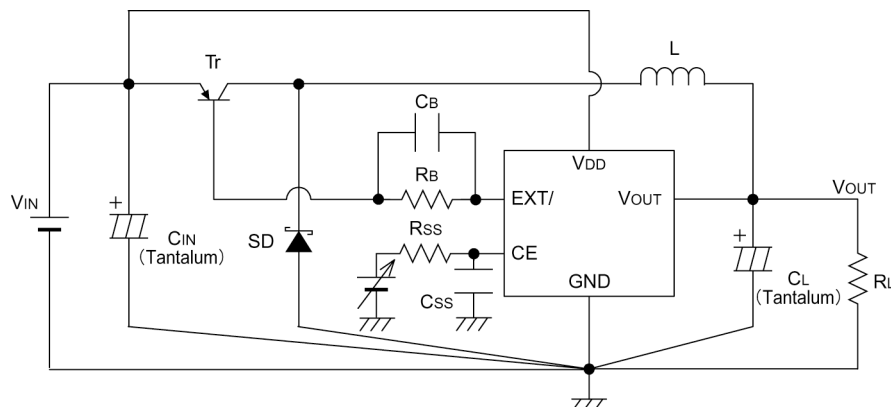 Tr
L
CB
VDD
RB
EXT/
VOUT
VOUT
VIN
+
RSS
CE
+
CIN
(Tantalum)
SD
GND
CL
(Tantalum)
RL
CSS